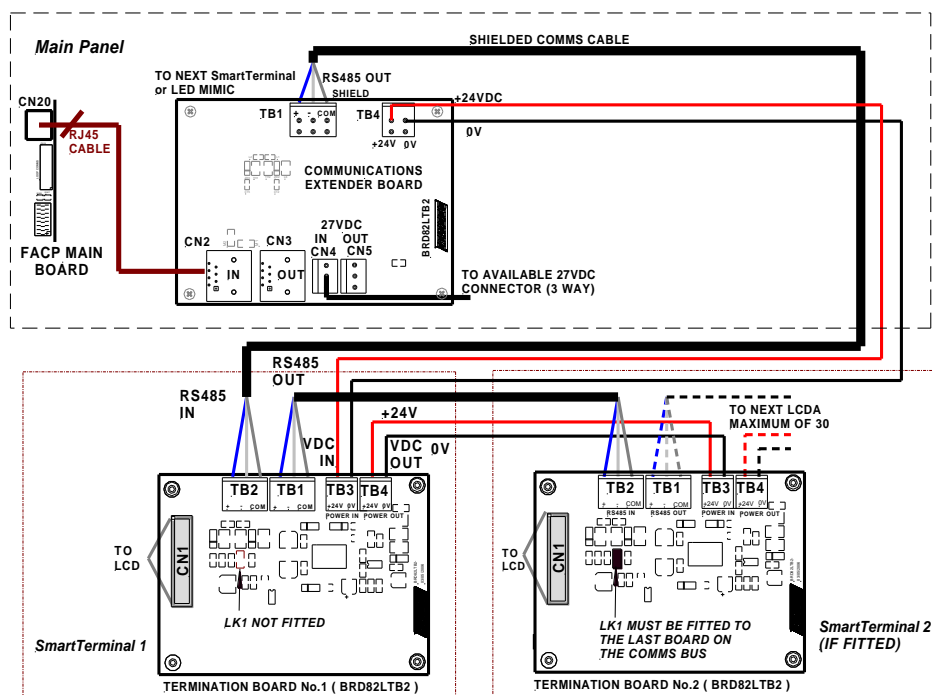 Main Panel
SHIELDED COMMS CABLE
TO NEXT SmartTerminal
or LED MIMIC
RS485 OUT
SHIELD
+24VDC
CN20
TB1
+ - COM
TB4
0V
+24V 0V
RJ45
CABLE
COMMUNICATIONS
EXTENDER BOARD
BRD82LTB2
27VDC
IN OUT
CN2
CN3
CN4 CN5
FACP MAIN
BOARD
IN
OUT
TO AVAILABLE 27VDC
CONNECTOR (3 WAY)
RS485
OUT
RS485
IN
TO NEXT LCDA
MAXIMUM OF 30
+24V
VDC
IN
VDC
OUT
0V
TB2 TB1 TB3 TB4
+ - COM + - COM +24V 0V +24V 0V
POWER IN POWER OUT
TB2 TB1 TB3 TB4
+ - COM + - COM +24V 0V +24V 0V
RS485 IN RS485 OUT POWER IN POWER OUT
TO
LCD
CN1
TO
LCD
CN1
LK1 NOT FITTED
LK1 MUST BE FITTED TO
THE LAST BOARD ON
THE COMMS BUS
SmartTerminal 1
SmartTerminal 2
(IF FITTED)
TERMINATION BOARD No.1 ( BRD82LTB2 )
TERMINATION BOARD No.2 ( BRD82LTB2 )